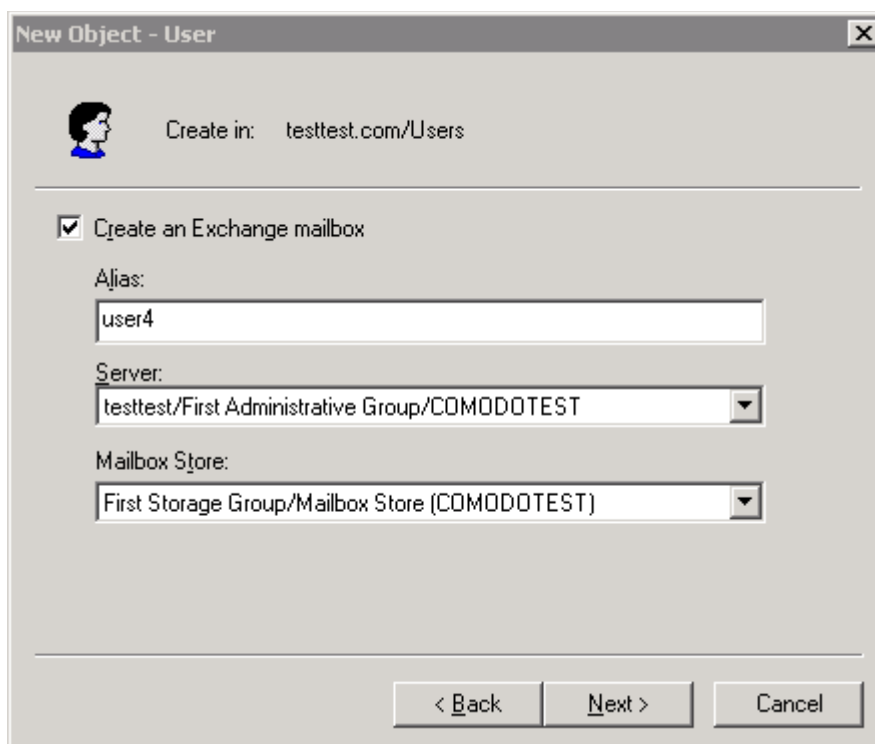 New Object - User
Create in: testtest.com/Users
Create an Exchange mailbox
Alias:
user4
Server:
testtest/First Administrative Group/COMODOTEST
Mailbox Store:
First Storage Group/Mailbox Store (COMODOTEST)
< Back Next > Cancel